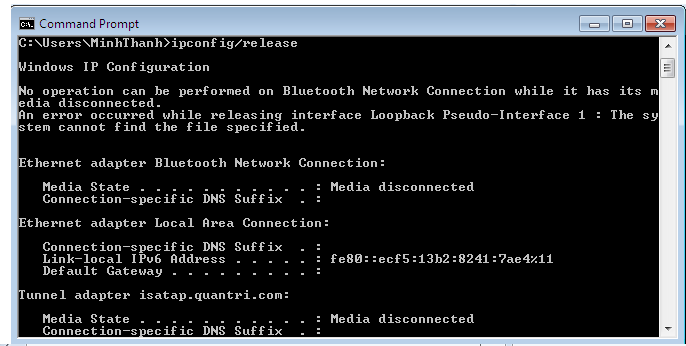 Command Prompt
C:\Users\MinhThanh>ipconfig/release
Windows IP Configuration
No operation can be performed on Bluetooth Network Connection while it has its m
edia disconnected.
An error occurred while releasing interface Loopback Pseudo-Interface 1 : The sy
stem cannot find the file specified.
Ethernet adapter Bluetooth Network Connection:
Media State . . . . . . . . . . . : Media disconnected
Connection-specific DNS Suffix  . :
Ethernet adapter Local Area Connection:
Connection-specific DNS Suffix  . :
Link-local IPv6 Address . . . . . : fe80::ecf5:13b2:8241:7ae4%11
Default Gateway . . . . . . . . . :
Tunnel adapter isatap.quantri.com:
Media State . . . . . . . . . . . : Media disconnected
Connection-specific DNS Suffix  . :